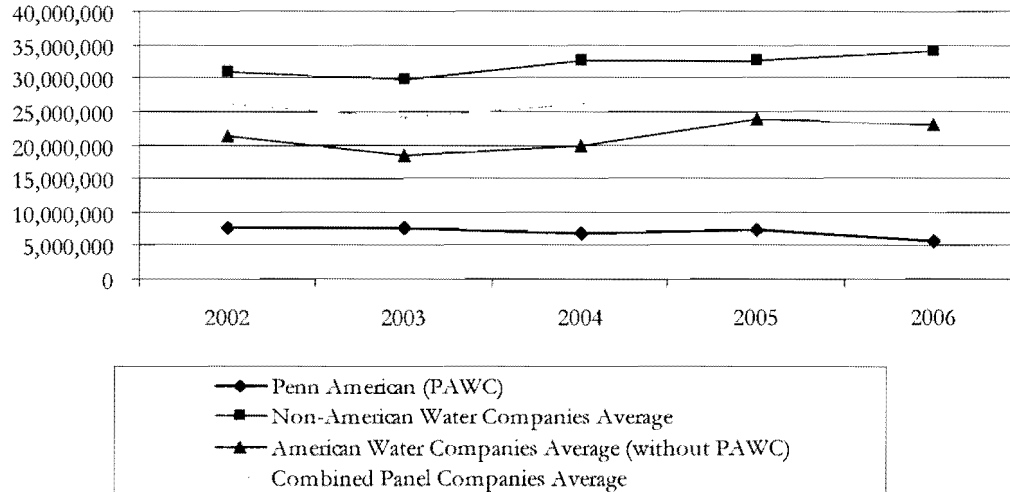 40,000,000
35,000,000
30,000,000
25,000,000
20,000,000
15,000,000
10,000,000
5,000,000
0
2002 2003 2004 2005 2006
Penn American (PAWC)
Non-American Water Companies Average
American Water Companies Average (without PAWC)
Combined Panel Companies Average